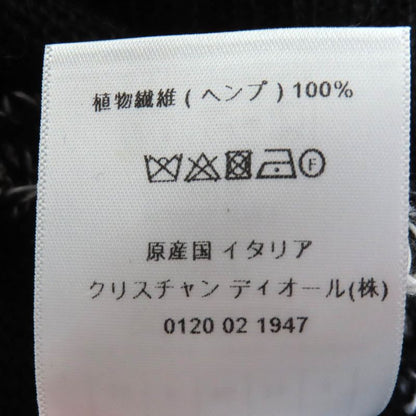 植物繊維 ( ヘンプ ) 100%
F
原産国 イタリア
クリスチャン ディオール(株)
0120 02 1947